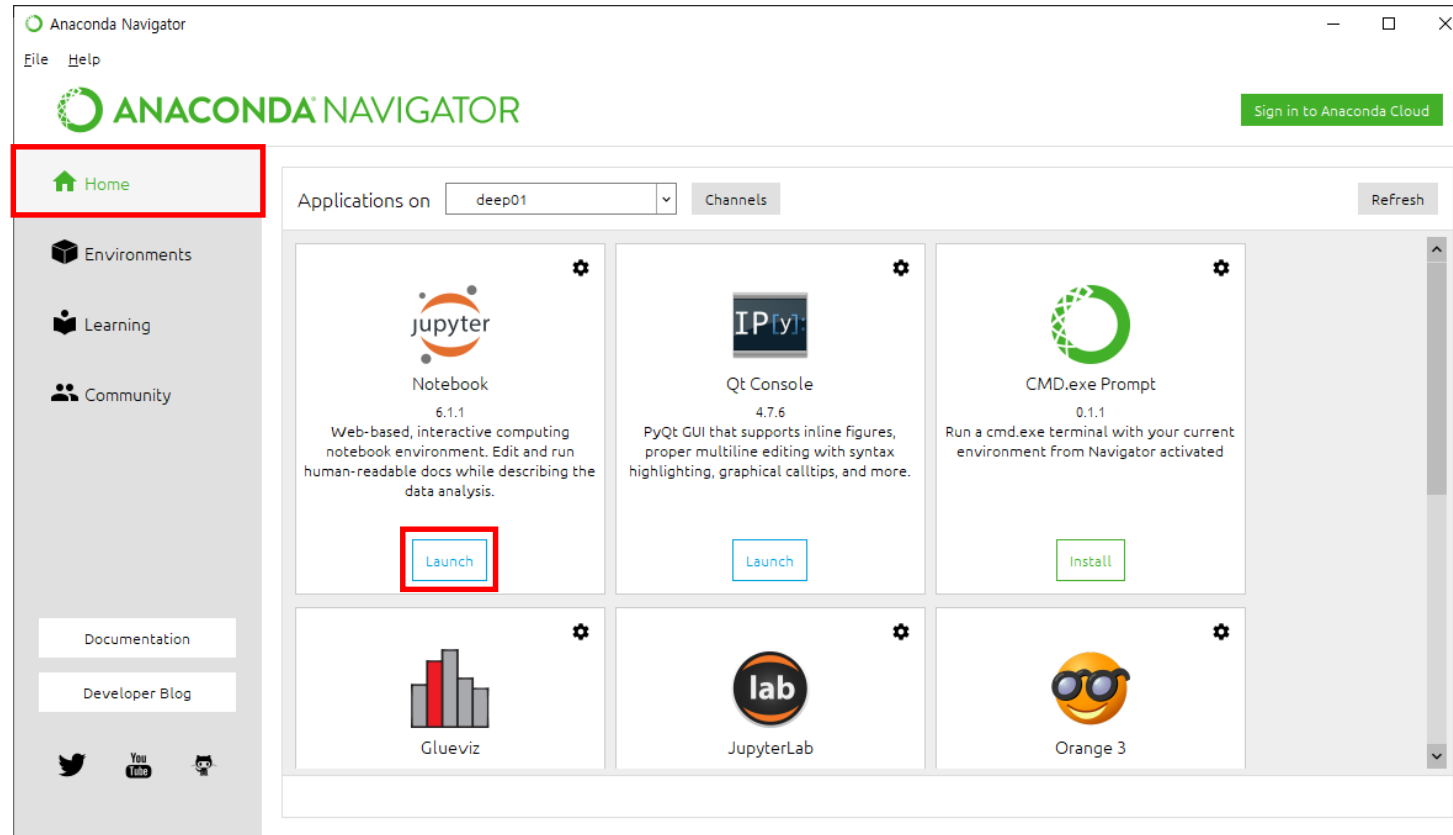 Anaconda Navigator
File Help
ANACONDA NAVIGATOR
Sign in to Anaconda Cloud
Home
Environments
Learning
Community
Documentation
Developer Blog
You
Tube
Applications on deep01 Channels Refresh
jupyter
Notebook
6.1.1
Web-based, interactive computing
notebook environment. Edit and run
human-readable docs while describing the
data analysis.
Launch
IP[y]:
Qt Console
4.7.6
PyQt GUI that supports inline figures,
proper multiline editing with syntax
highlighting, graphical calltips, and more.
Launch
CMD.exe Prompt
0.1.1
Run a cmd.exe terminal with your current
environment from Navigator activated
Install
Glueviz
lab
JupyterLab
Orange 3